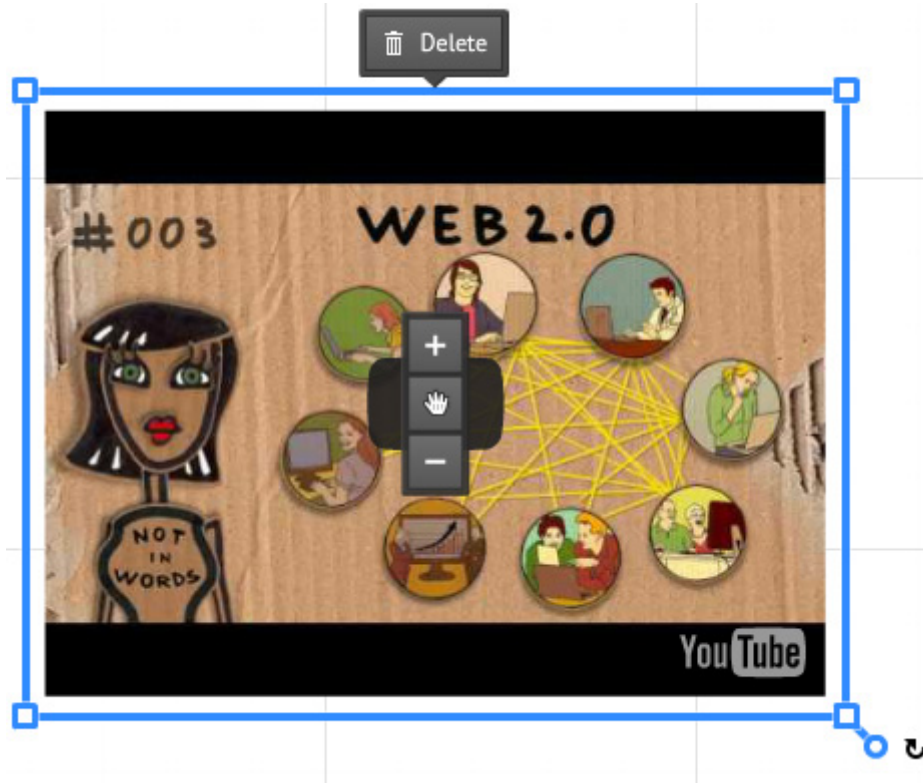 Delete
#003
WEB 2.0
+
−
NOT
IN
WORDS
YouTube